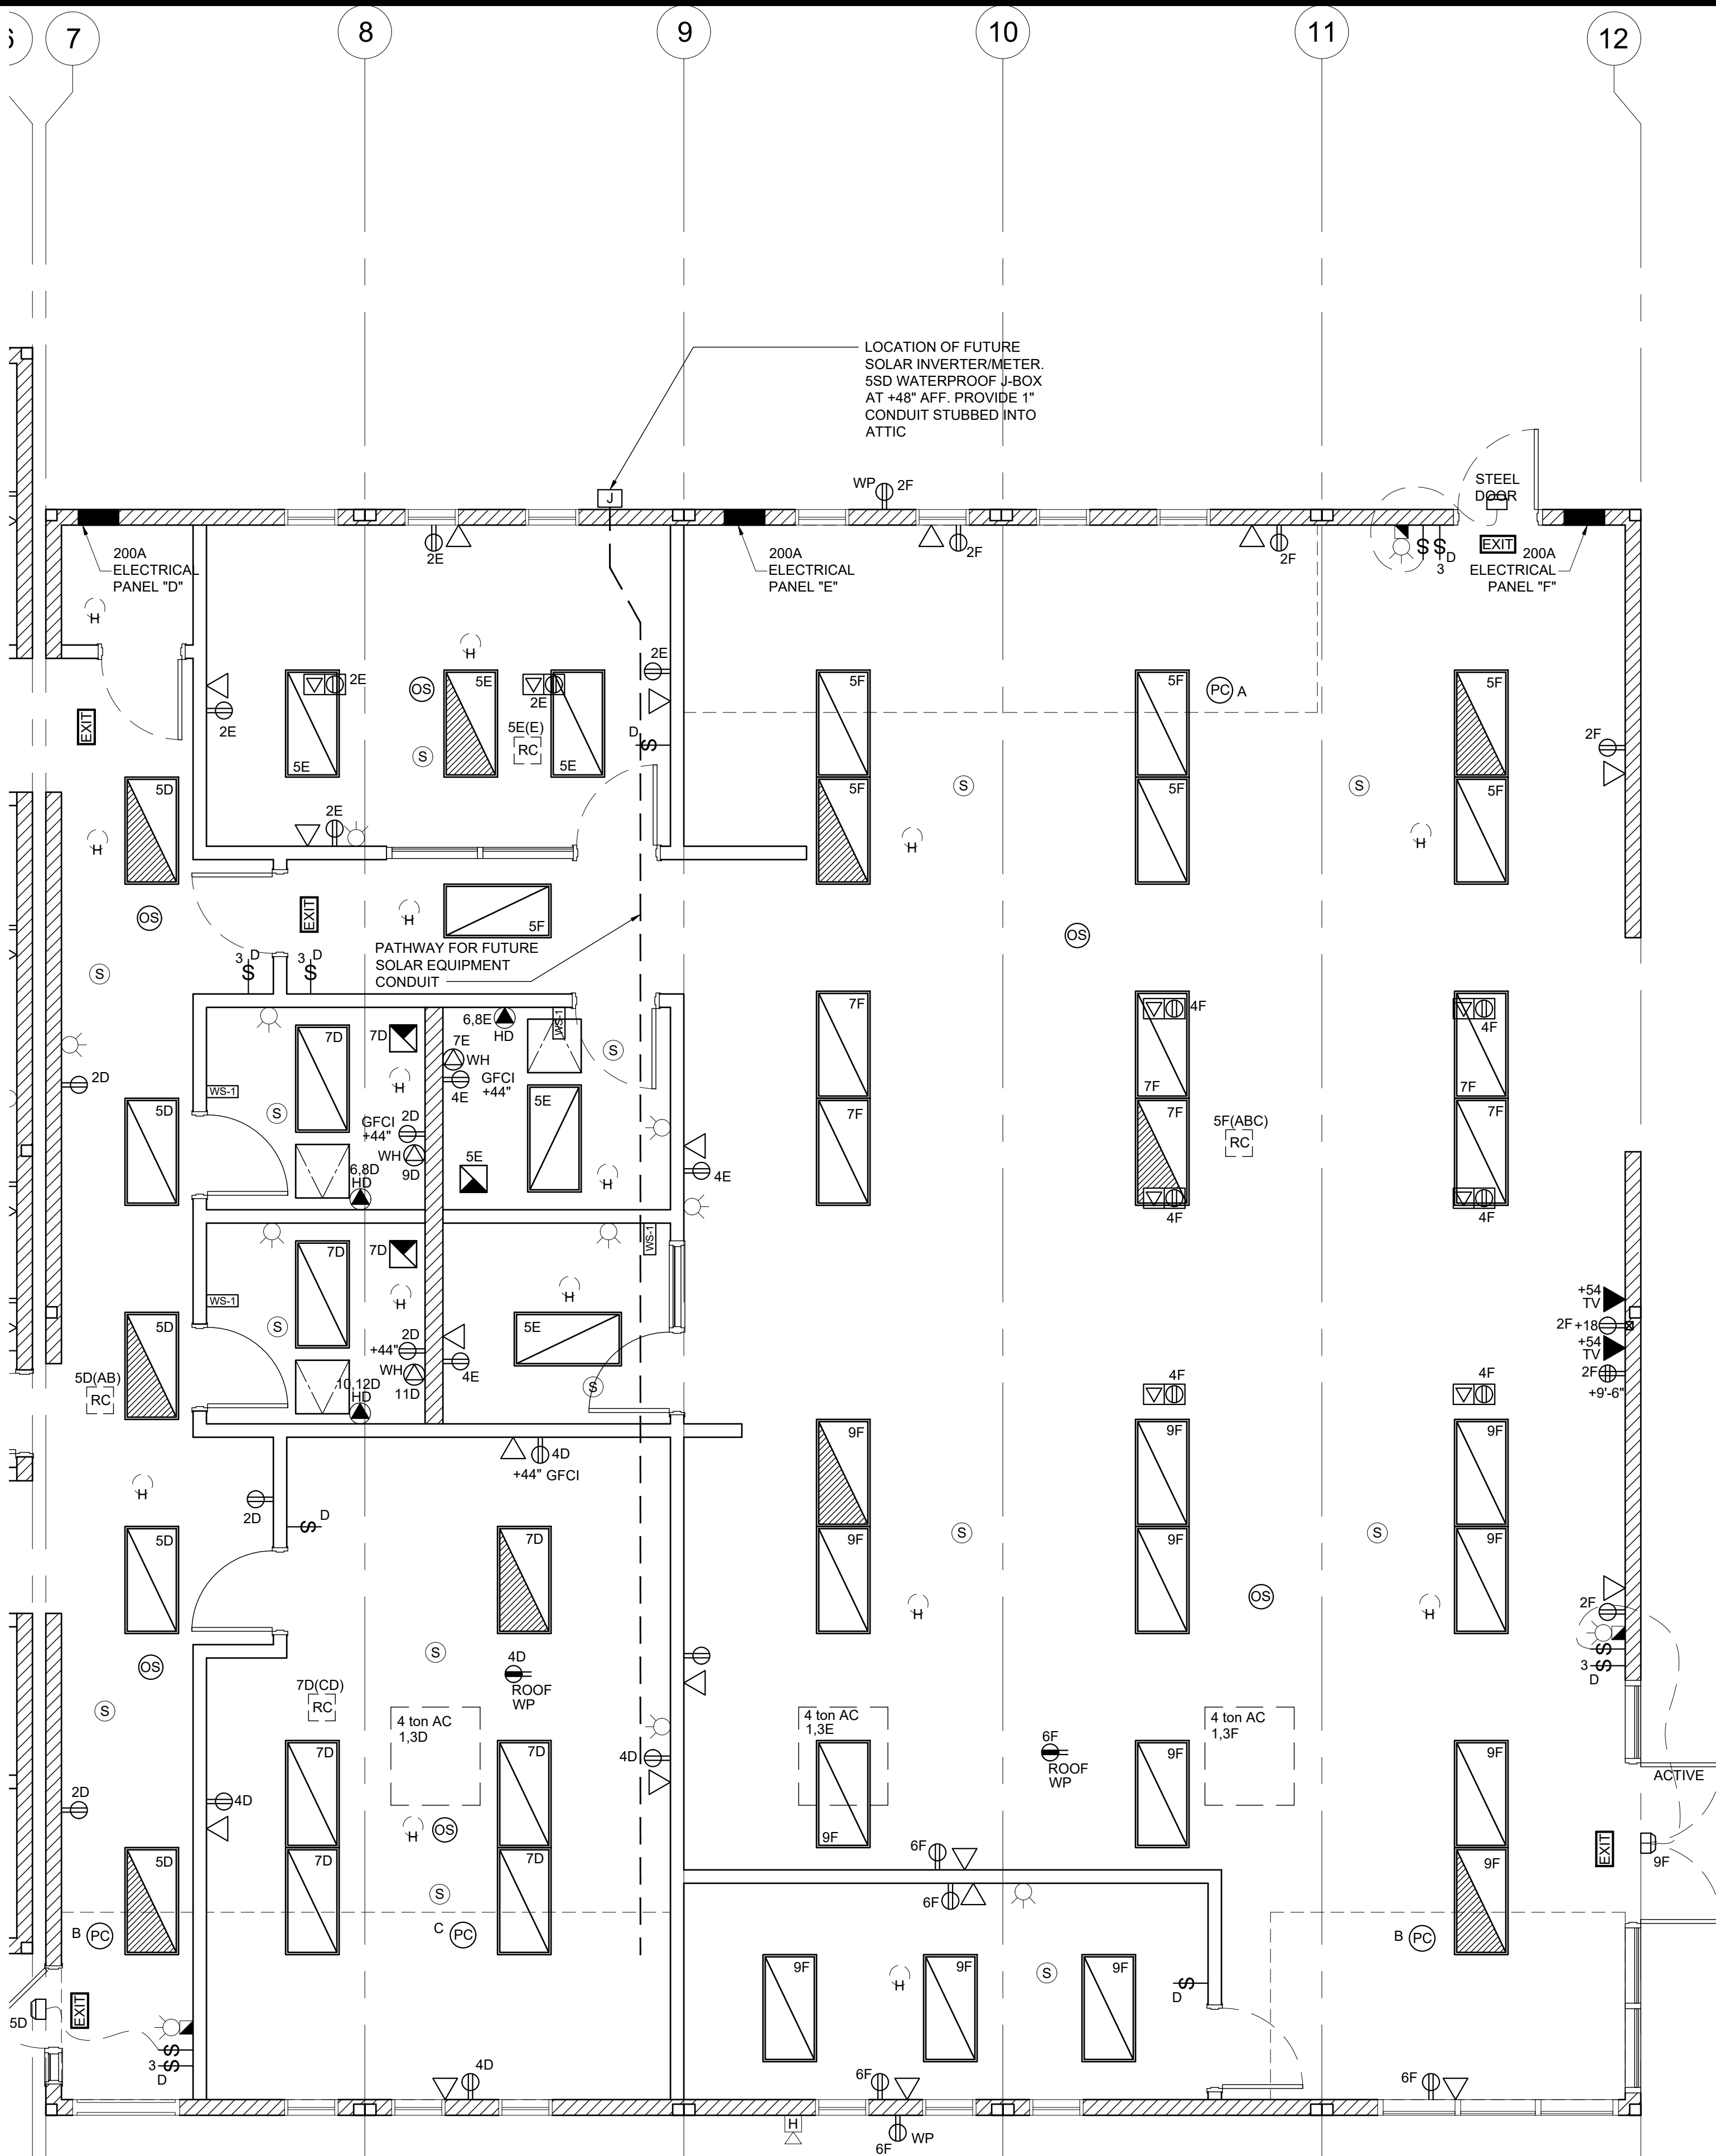 7
8
9
10
11
12
LOCATION OF FUTURE
SOLAR INVERTER/METER.
5SD WATERPROOF J-BOX
AT +48" AFF. PROVIDE 1"
CONDUIT STUBBED INTO
ATTIC
WP 2F
STEEL
DOOR
J
200A
ELECTRICAL
PANEL "D"
2E
200A
ELECTRICAL
PANEL "E"
2F
2F
S S D
3
EXIT
200A
ELECTRICAL
PANEL "F"
H
H
2E
EXIT
2E
2E
OS
5E
2E
5E
5E(E)
RC
5E
S
D S
2E
5F
5F
PC A
5F
2F
5D
2E
5F
S
5F
S
5F
H
H
H
OS
EXIT
H
5F
OS
S
3 D
S
3 D
S
PATHWAY FOR FUTURE
SOLAR EQUIPMENT
CONDUIT
7D
7D
6,8E
HD
WS-1
7E
WH
S
7F
4F
7F
4F
7F
2D
WS-1
H
GFCI
+44"
4E
5E
5D
S
GFCI
+44"
2D
WH
9D
6,8D
HD
5E
H
4E
7F
7F
5F(ABC)
RC
7F
4F
4F
7D
7D
WS-1
WS-1
H
H
S
2D
+44"
WH
11D
10,12D
HD
5E
4E
S
5D
5D(AB)
RC
+54
TV
2F +18
+54
TV
2F
+9'-6"
4F
4F
4D
+44" GFCI
9F
9F
9F
H
2D
S D
5D
7D
9F
S
9F
S
9F
H
OS
H
2F
3 S S
D
OS
S
S
4D
ROOF
WP
7D(CD)
RC
4 ton AC
1,3D
4 ton AC
1,3E
4 ton AC
1,3F
7D
7D
4D
6F
ROOF
WP
9F
9F
9F
ACTIVE
2D
4D
H
OS
6F
EXIT
9F
5D
7D
7D
S
6F
9F
B PC
C PC
B PC
9F
H
9F
S
9F
S
D
EXIT
5D
S
3 S
D
4D
6F
6F
H
6F
WP